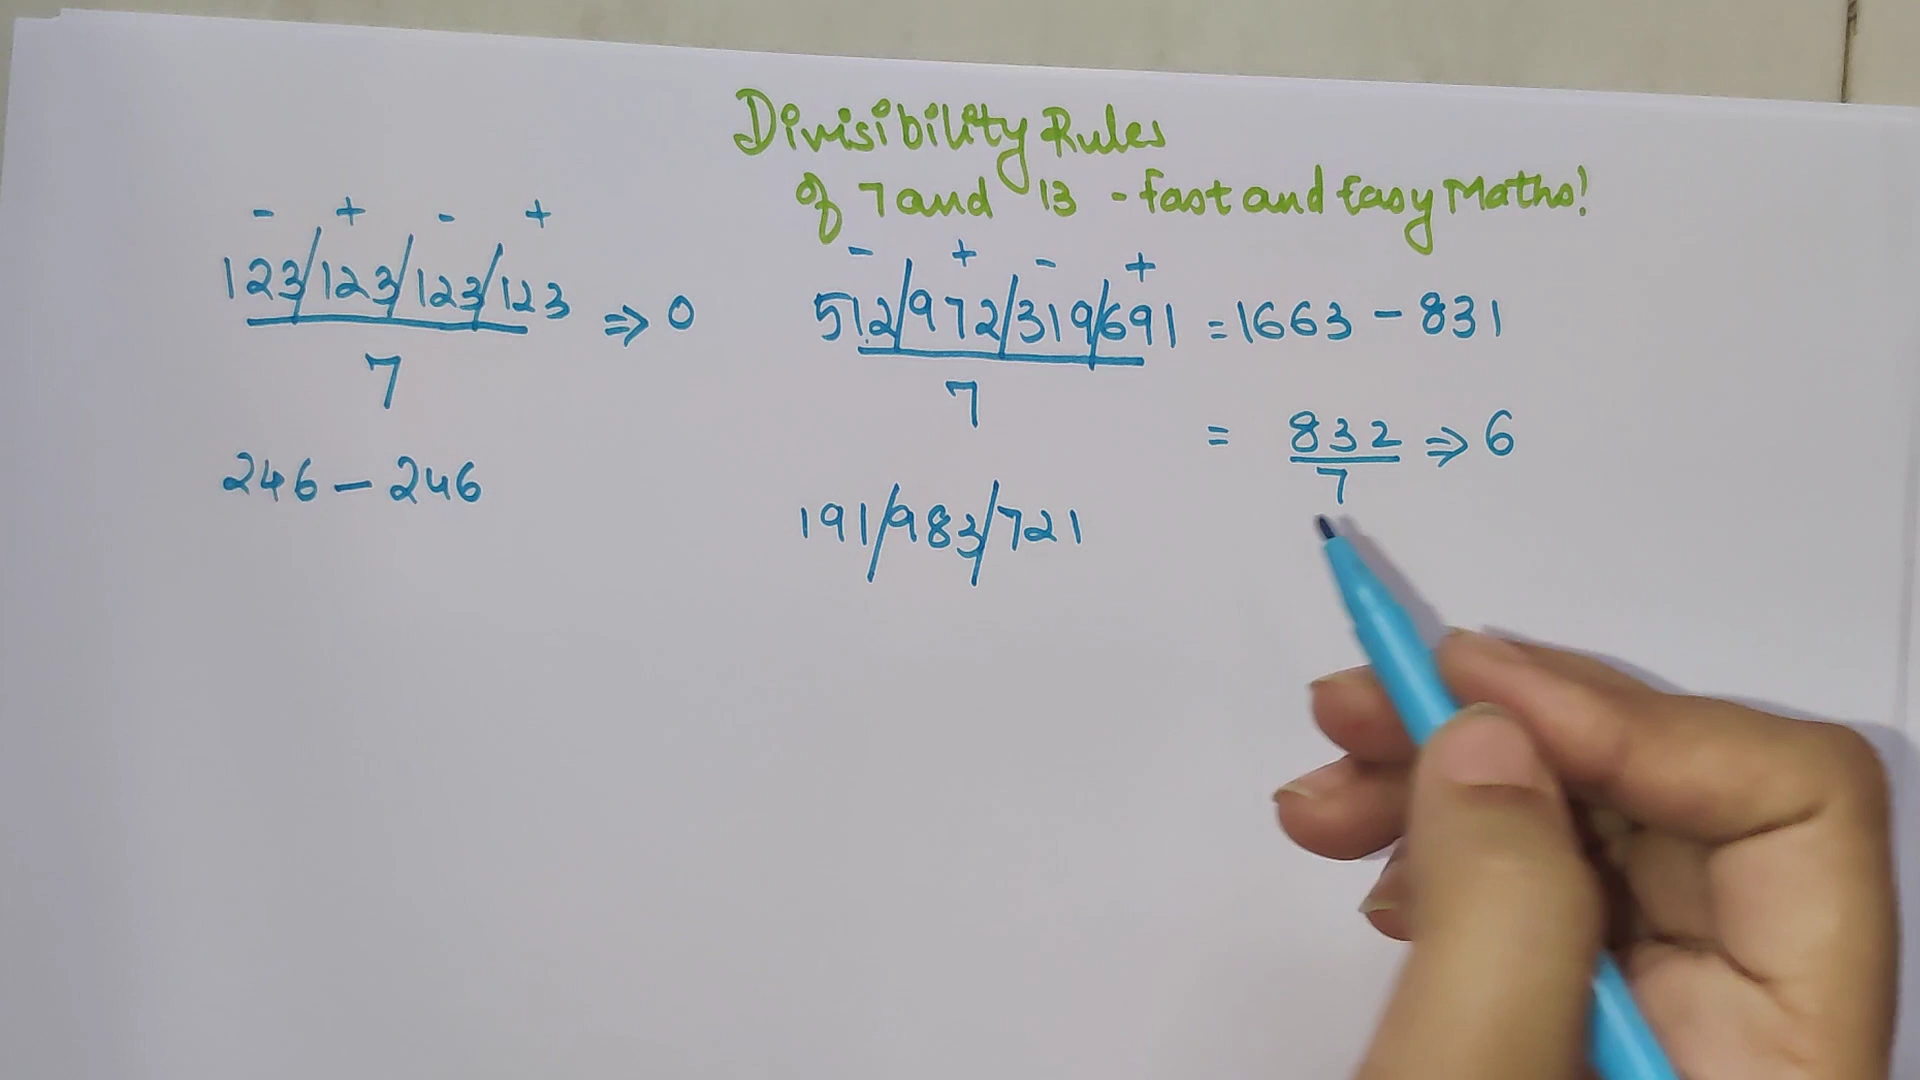 Divisibility Rules
of 7 and 13 - fast and Easy Maths!
- + - +
123/123/123/123 ⇒ 0
7
246 - 246
- + - +
512/972/319/691 = 1663 - 831
7
= 832 ⇒ 6
7
191/983/721